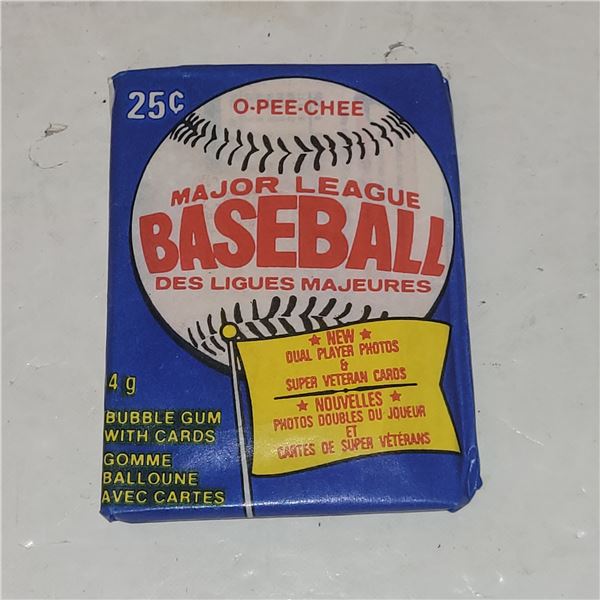 25¢
O-PEE-CHEE
MAJOR LEAGUE
BASEBALL
DES LIGUES MAJEURES
★ NEW ★
DUAL PLAYER PHOTOS
&
SUPER VETERAN CARDS
★ NOUVELLES ★
PHOTOS DOUBLES DU JOUEUR
ET
CARTES DE SUPER VÉTÉRANS
4 g
BUBBLE GUM
WITH CARDS
GOMME
BALLOUNE
AVEC CARTES